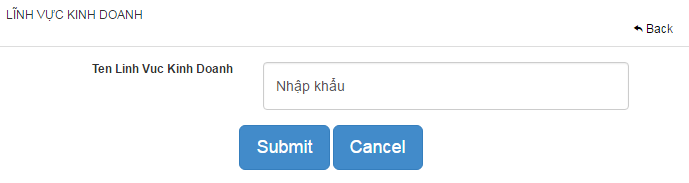 LĨNH VỰC KINH DOANH
Back
Ten Linh Vuc Kinh Doanh
Nhập khẩu
Submit Cancel